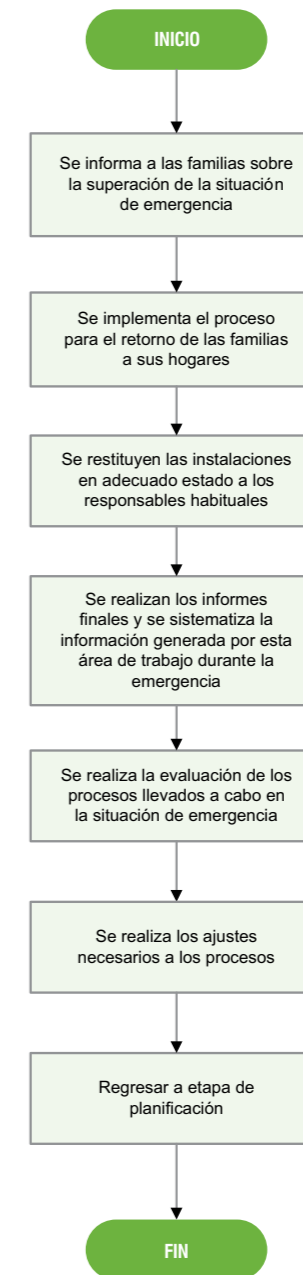 INICIO
Se informa a las familias sobre
la superación de la situación
de emergencia
Se implementa el proceso
para el retorno de las familias
a sus hogares
Se restituyen las instalaciones
en adecuado estado a los
responsables habituales
Se realizan los informes
finales y se sistematiza la
información generada por esta
área de trabajo durante la
emergencia
Se realiza la evaluación de los
procesos llevados a cabo en
la situación de emergencia
Se realiza los ajustes
necesarios a los procesos
Regresar a etapa de
planificación
FIN